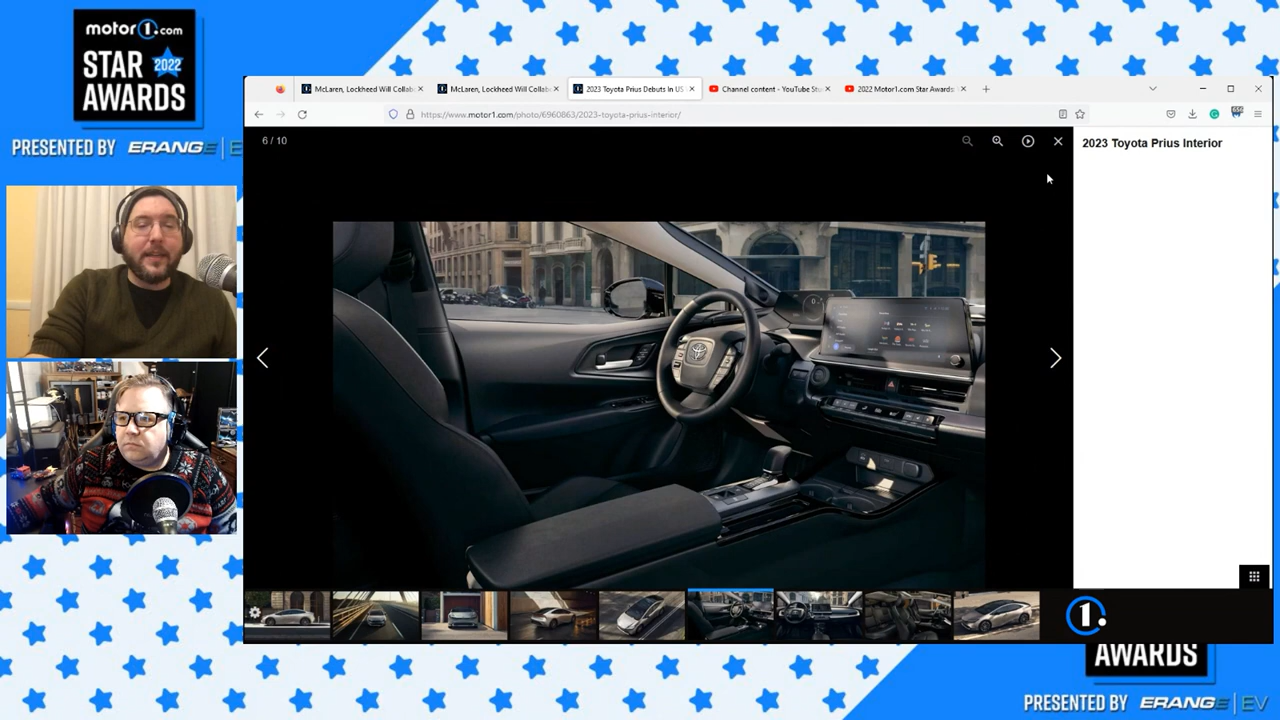 motor1.com
STAR 2022
AWARDS
PRESENTED BY ERANGE | E
McLaren, Lockheed Will Collab
McLaren, Lockheed Will Collab
2023 Toyota Prius Debuts In US
Channel content - YouTube Stu
2022 Motor1.com Star Awards
https://www.motor1.com/photo/6960863/2023-toyota-prius-interior/
6 / 10
2023 Toyota Prius Interior
1.
AWARDS
PRESENTED BY ERANGE | EV